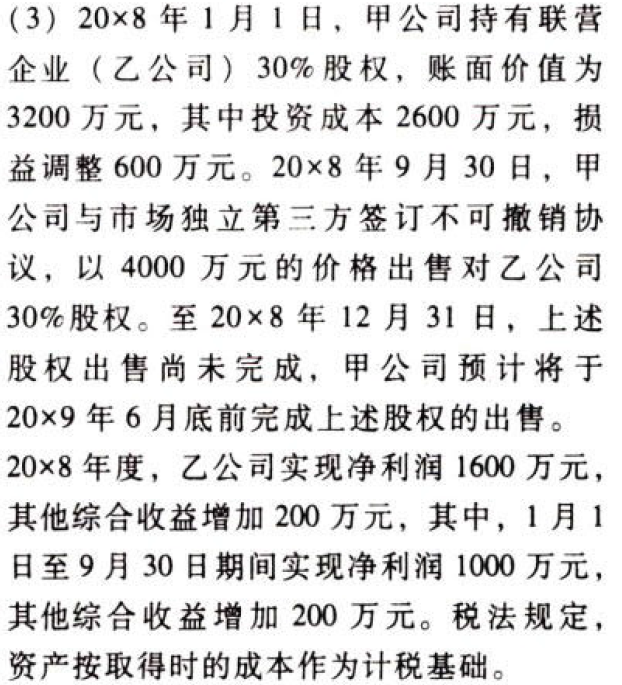 (3) 20×8 年 1 月 1 日，甲公司持有联营
企业（乙公司）30%股权，账面价值为
3200 万元，其中投资成本 2600 万元，损
益调整 600 万元。20×8 年 9 月 30 日，甲
公司与市场独立第三方签订不可撤销协
议，以 4000 万元的价格出售对乙公司
30%股权。至 20×8 年 12 月 31 日，上述
股权出售尚未完成，甲公司预计将于
20×9 年 6 月底前完成上述股权的出售。
20×8 年度，乙公司实现净利润 1600 万元，
其他综合收益增加 200 万元，其中，1 月 1
日至 9 月 30 日期间实现净利润 1000 万元，
其他综合收益增加 200 万元。税法规定，
资产按取得时的成本作为计税基础。